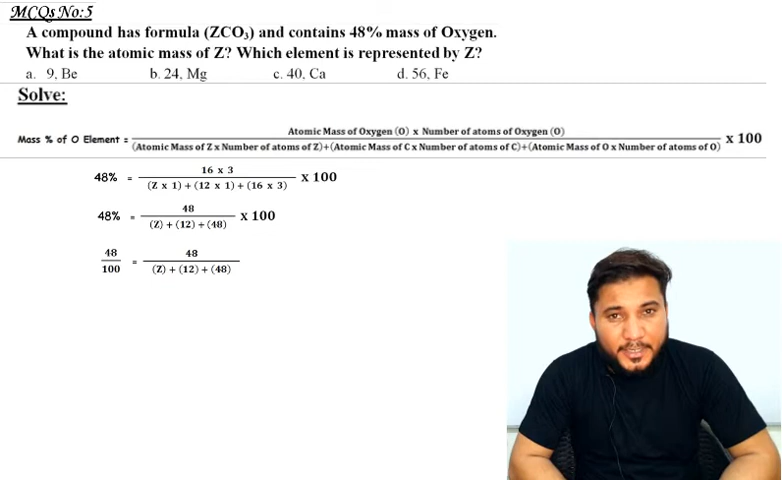 MCQs No:5
A compound has formula (ZCO₃) and contains 48% mass of Oxygen.
What is the atomic mass of Z? Which element is represented by Z?
a. 9, Be b. 24, Mg c. 40, Ca d. 56, Fe
Solve:
Atomic Mass of Oxygen (O) x Number of atoms of Oxygen (O)
Mass % of O Element = x 100
(Atomic Mass of Z x Number of atoms of Z)+(Atomic Mass of C x Number of atoms of C)+(Atomic Mass of O x Number of atoms of O)
16 x 3
48% = x 100
(Z x 1) + (12 x 1) + (16 x 3)
48
48% = x 100
(Z) + (12) + (48)
48 48
=
100 (Z) + (12) + (48)